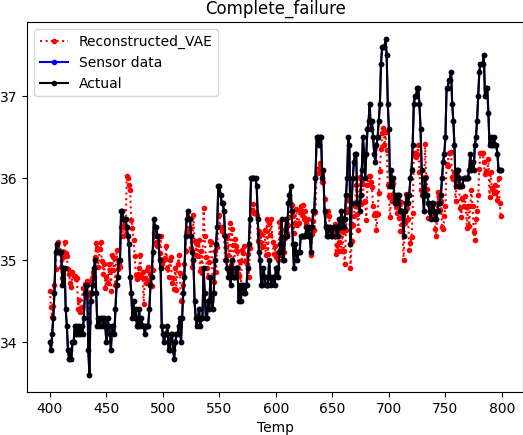 Complete_failure
Reconstructed_VAE
Sensor data
Actual
37
36
35
34
400 450 500 550 600 650 700 750 800
Temp